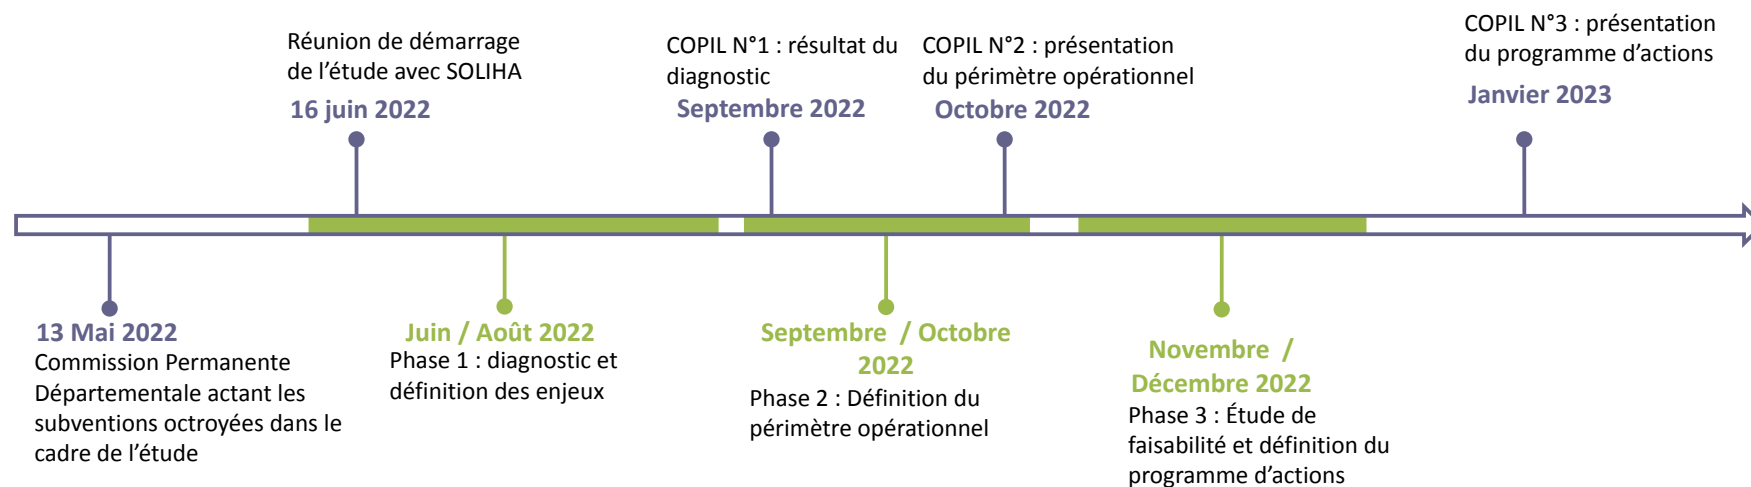 Réunion de démarrage
de l'étude avec SOLIHA
16 juin 2022
COPIL N°1 : résultat du
diagnostic
Septembre 2022
COPIL N°2 : présentation
du périmètre opérationnel
Octobre 2022
COPIL N°3 : présentation
du programme d'actions
Janvier 2023
13 Mai 2022
Commission Permanente
Départementale actant les
subventions octroyées dans le
cadre de l'étude
Juin / Août 2022
Phase 1 : diagnostic et
définition des enjeux
Septembre / Octobre
2022
Phase 2 : Définition du
périmètre opérationnel
Novembre /
Décembre 2022
Phase 3 : Étude de
faisabilité et définition du
programme d'actions